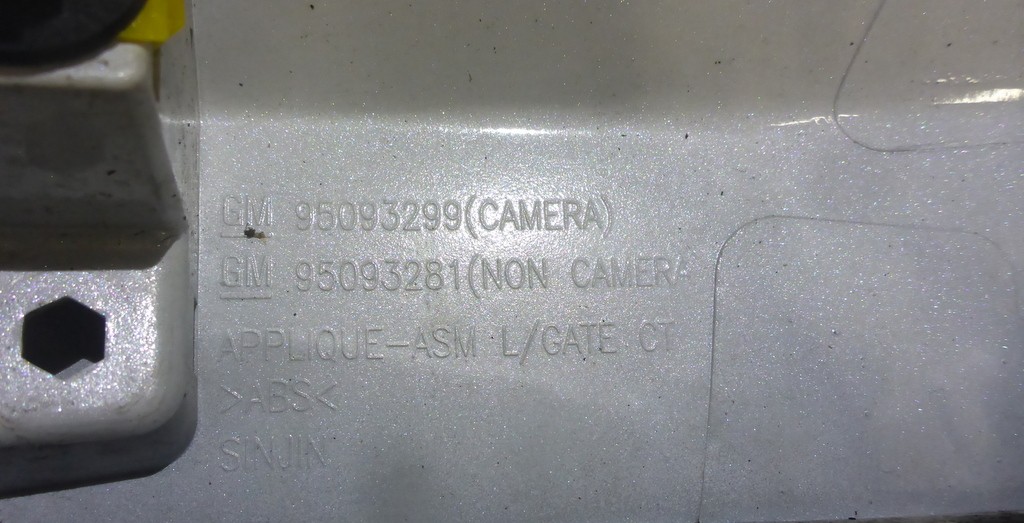 GM 95093299(CAMERA)
GM 95093281(NON CAMERA
APPLIQUE-ASM L/GATE CT
>ABS<
SINJIN